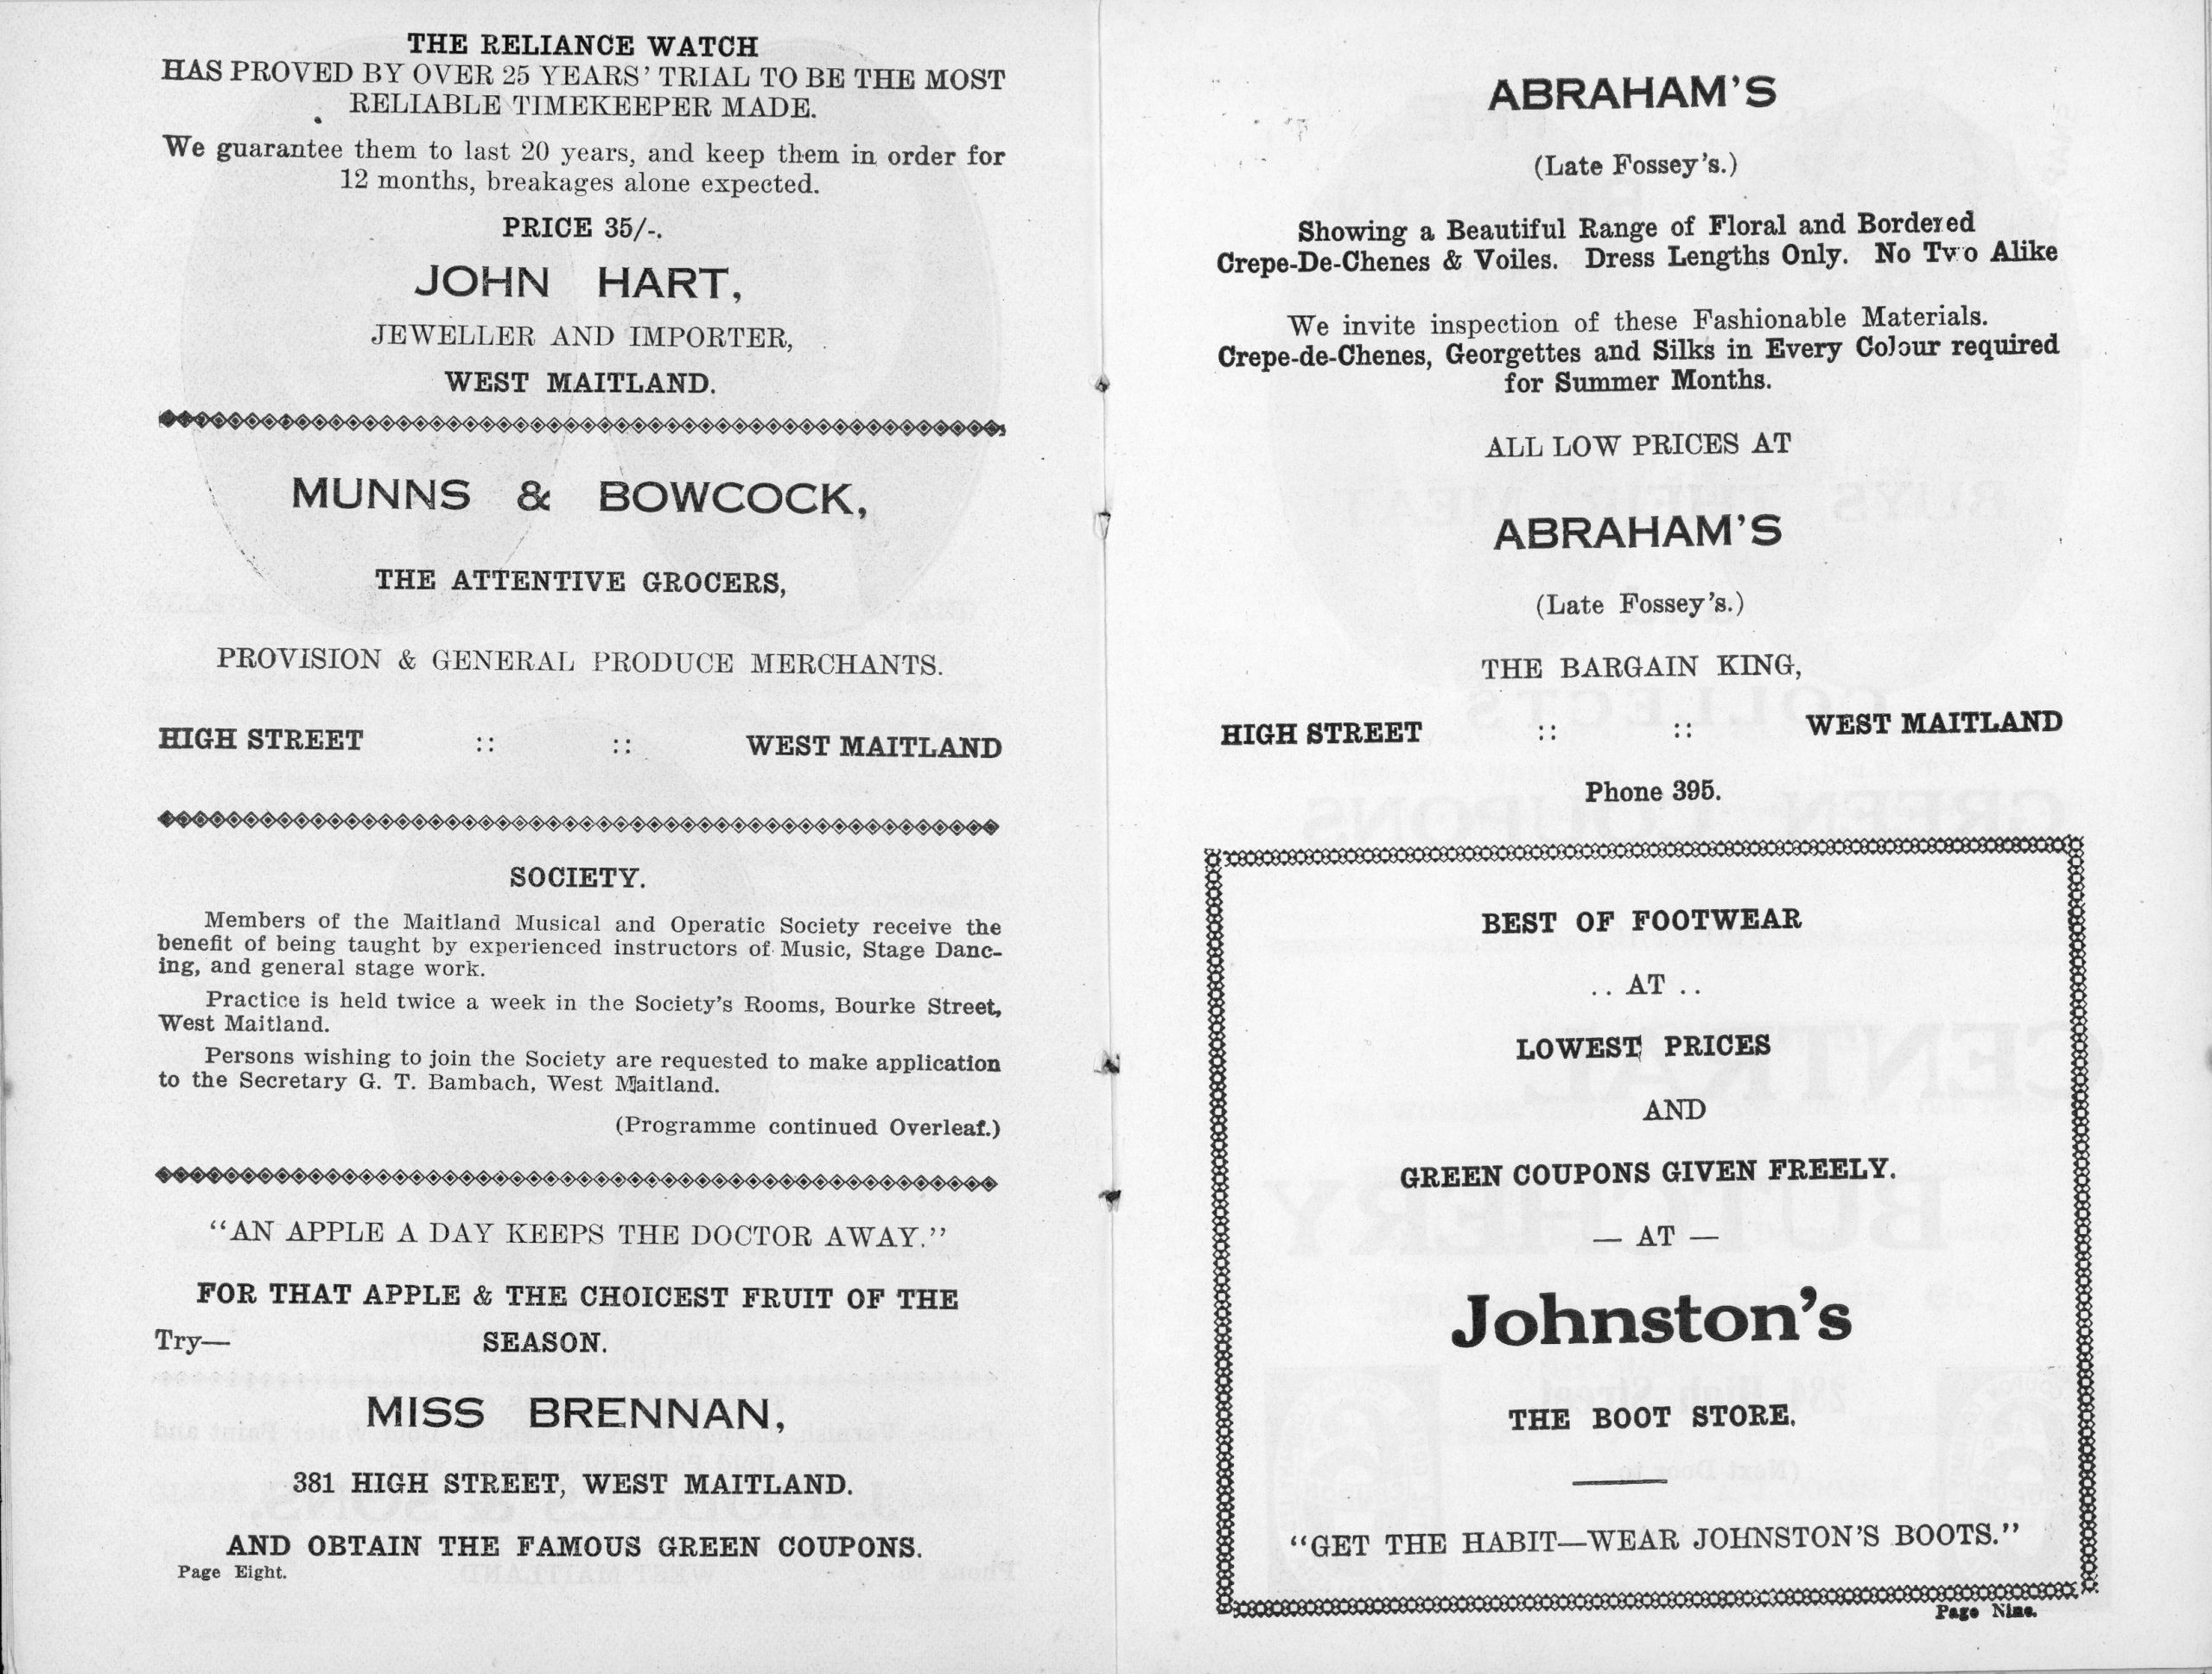 THE RELIANCE WATCH
HAS PROVED BY OVER 25 YEARS' TRIAL TO BE THE MOST
RELIABLE TIMEKEEPER MADE.
We guarantee them to last 20 years, and keep them in order for
12 months, breakages alone expected.
PRICE 35/-.
JOHN HART,
JEWELLER AND IMPORTER,
WEST MAITLAND.
MUNNS & BOWCOCK,
THE ATTENTIVE GROCERS,
PROVISION & GENERAL PRODUCE MERCHANTS.
HIGH STREET :: :: WEST MAITLAND
SOCIETY.
Members of the Maitland Musical and Operatic Society receive the
benefit of being taught by experienced instructors of Music, Stage Danc-
ing, and general stage work.
Practice is held twice a week in the Society's Rooms, Bourke Street,
West Maitland.
Persons wishing to join the Society are requested to make application
to the Secretary G. T. Bambach, West Maitland.
(Programme continued Overleaf.)
"AN APPLE A DAY KEEPS THE DOCTOR AWAY."
FOR THAT APPLE & THE CHOICEST FRUIT OF THE
Try— SEASON.
MISS BRENNAN,
381 HIGH STREET, WEST MAITLAND.
AND OBTAIN THE FAMOUS GREEN COUPONS.
Page Eight.
ABRAHAM'S
(Late Fossey's.)
Showing a Beautiful Range of Floral and Bordered
Crepe-De-Chenes & Voiles. Dress Lengths Only. No Two Alike
We invite inspection of these Fashionable Materials.
Crepe-de-Chenes, Georgettes and Silks in Every Colour required
for Summer Months.
ALL LOW PRICES AT
ABRAHAM'S
(Late Fossey's.)
THE BARGAIN KING,
HIGH STREET :: :: WEST MAITLAND
Phone 395.
BEST OF FOOTWEAR
.. AT ..
LOWEST PRICES
AND
GREEN COUPONS GIVEN FREELY.
— AT —
Johnston's
THE BOOT STORE.
"GET THE HABIT—WEAR JOHNSTON'S BOOTS."
Page Nine.